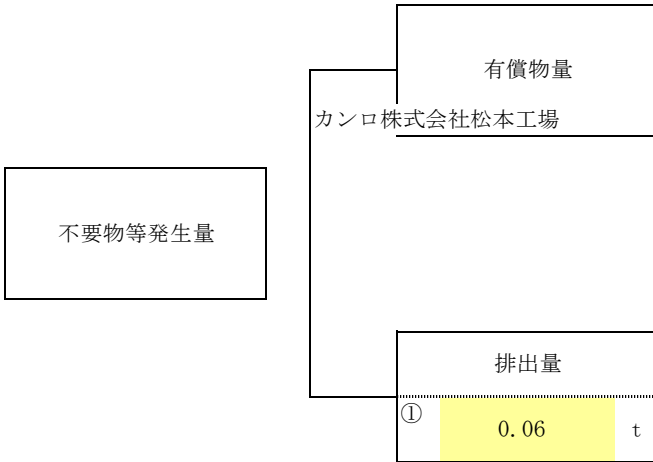 有償物量
カンロ株式会社松本工場
不要物等発生量
排出量
① 0.06 t